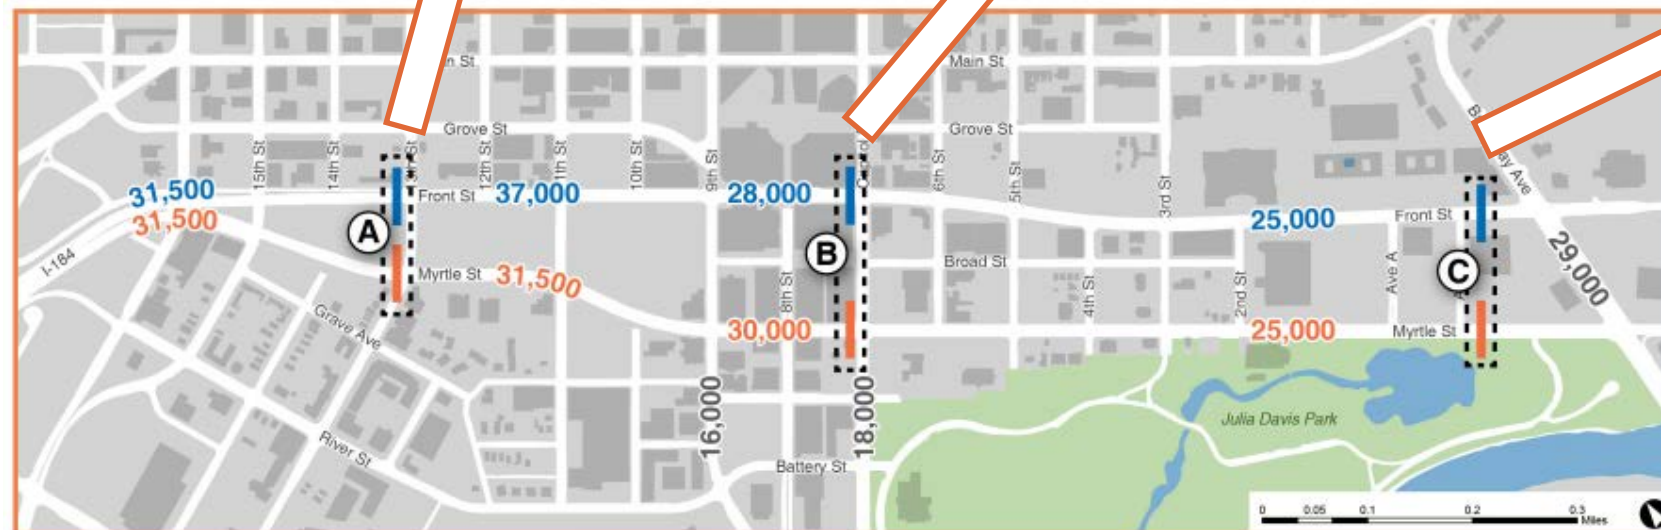 Main St
Grove St
Grove St
15th St
14th St
12th St
11th St
10th St
9th St
6th St
5th St
3rd St
31,500
Front St
37,000
28,000
25,000
Front St
31,500
A
B
C
I-184
Myrtle St
31,500
Broad St
8th St
4th St
2nd St
Ave A
29,000
Grave Ave
30,000
25,000
Myrtle St
16,000
18,000
Julia Davis Park
River St
Battery St
0 0.05 0.1 0.2 0.3
Miles